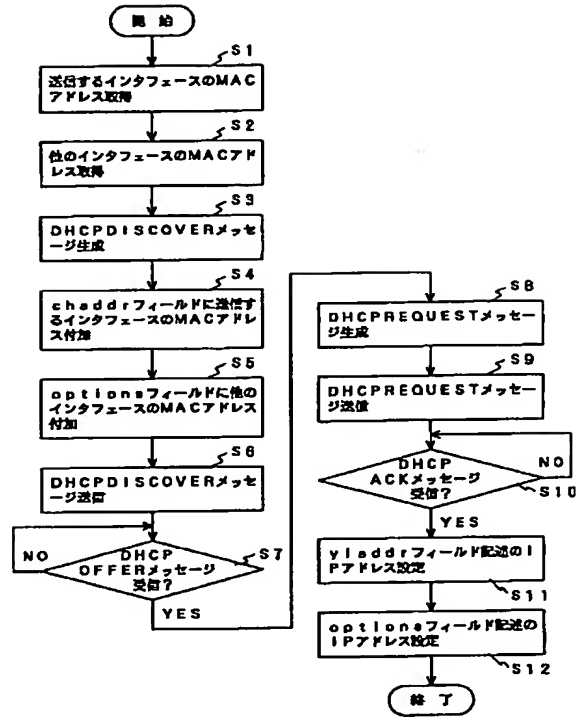 開 始
S1
送信するインタフェースのMAC
アドレス取得
S2
他のインタフェースのMACアド
レス取得
S3
DHCPDISCOVERメッセ
ージ生成
S4
chaddrフィールドに送信す
るインタフェースのMACアドレス
付加
S5
optionsフィールドに他の
インタフェースのMACアドレス
付加
S6
DHCPDISCOVERメッセ
ージ送信
S7
DHCP
OFFERメッセージ
受信?
NO
YES
S8
DHCPREQUESTメッセー
ジ生成
S9
DHCPREQUESTメッセー
ジ送信
S10
DHCP
ACKメッセージ
受信?
NO
YES
yiaddrフィールド記述のI
Pアドレス設定
S11
optionsフィールド記述の
IPアドレス設定
S12
終 了